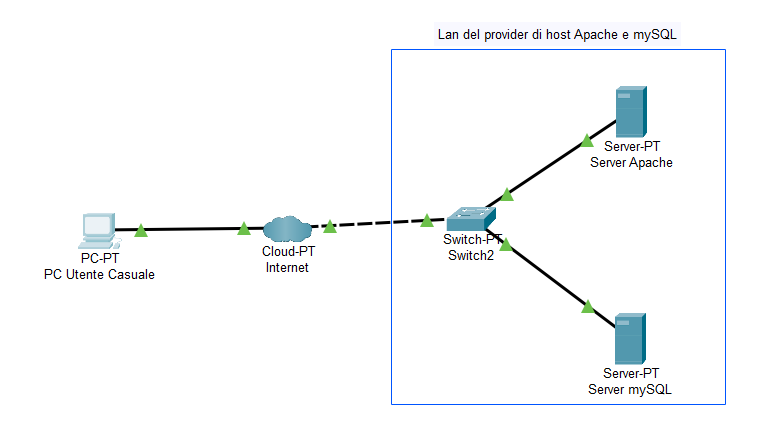 Lan del provider di host Apache e mySQL
Server-PT
Server Apache
Switch-PT
Switch2
Cloud-PT
Internet
PC-PT
PC Utente Casuale
Server-PT
Server mySQL